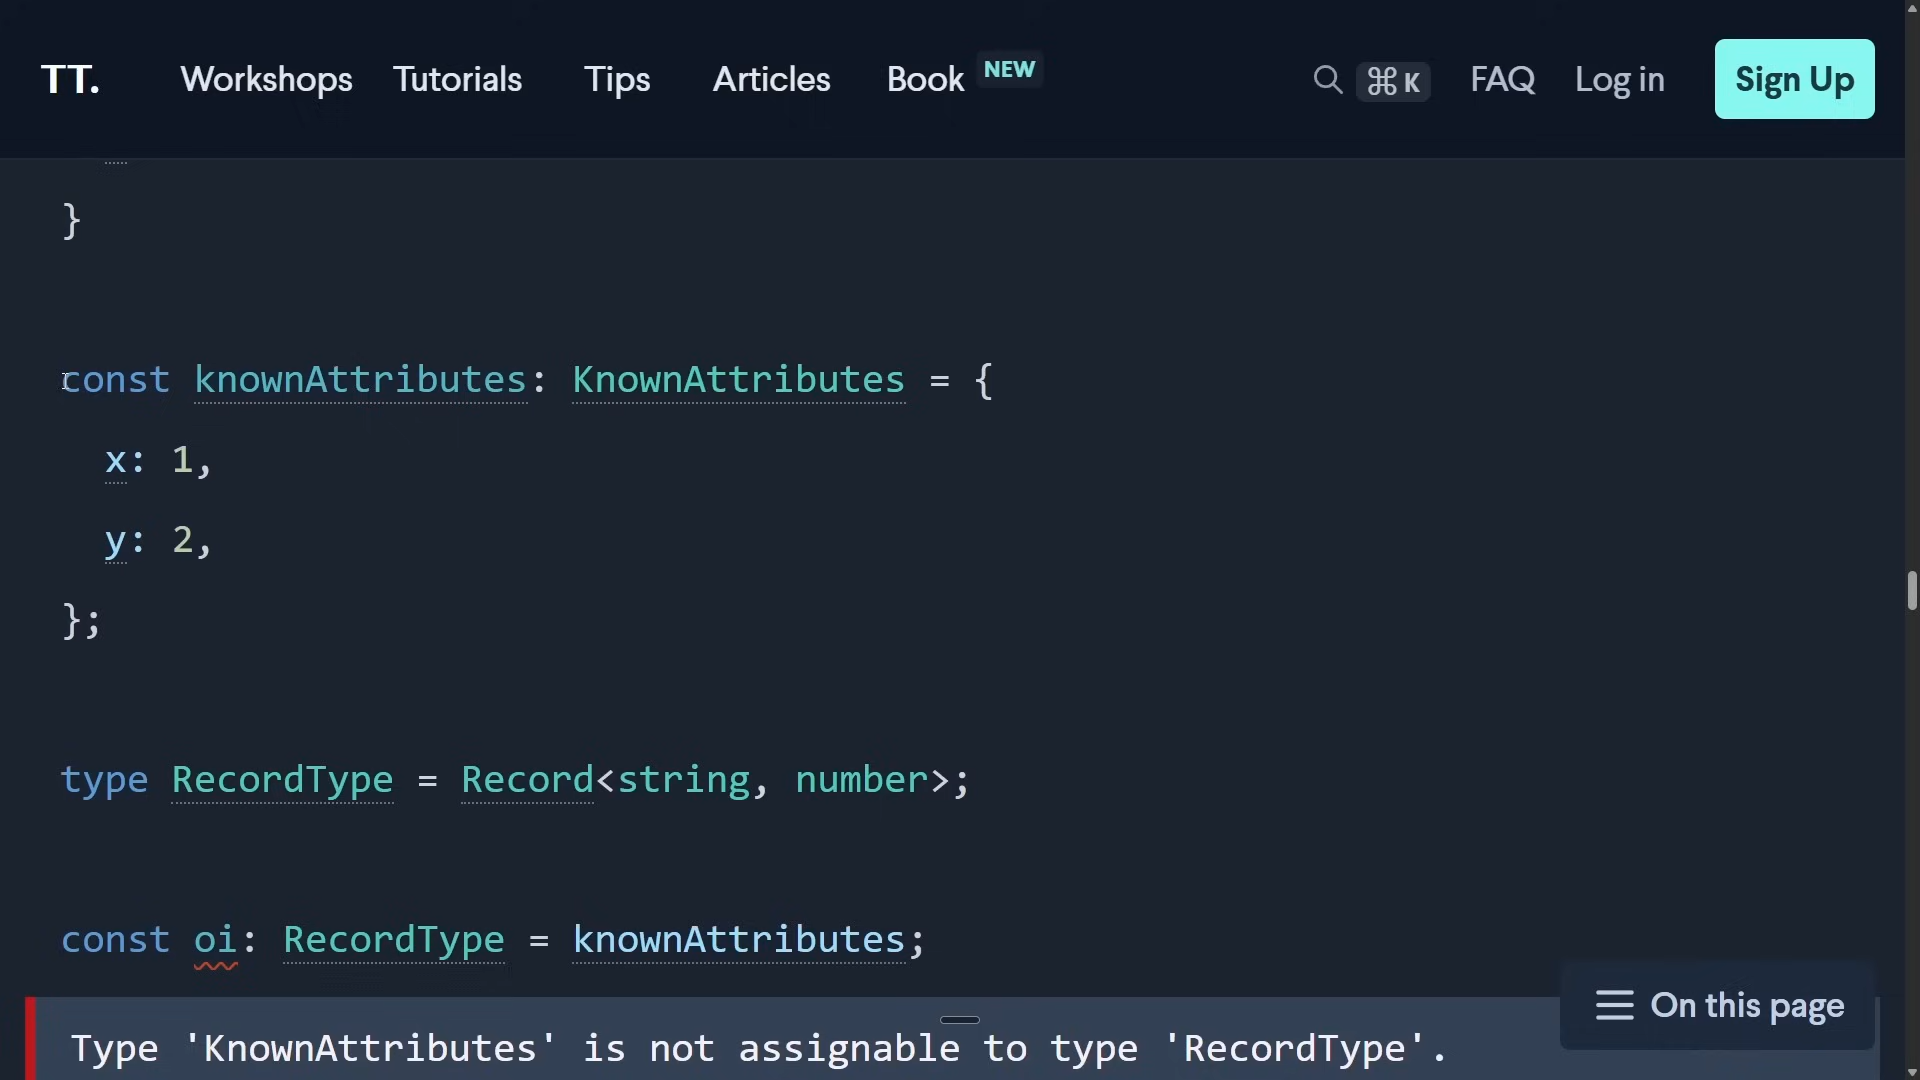 TT. Workshops Tutorials Tips Articles Book NEW ⌘ K FAQ Log in Sign Up
}
const knownAttributes: KnownAttributes = {
x: 1,
y: 2,
};
type RecordType = Record<string, number>;
const oi: RecordType = knownAttributes;
On this page
Type 'KnownAttributes' is not assignable to type 'RecordType'.